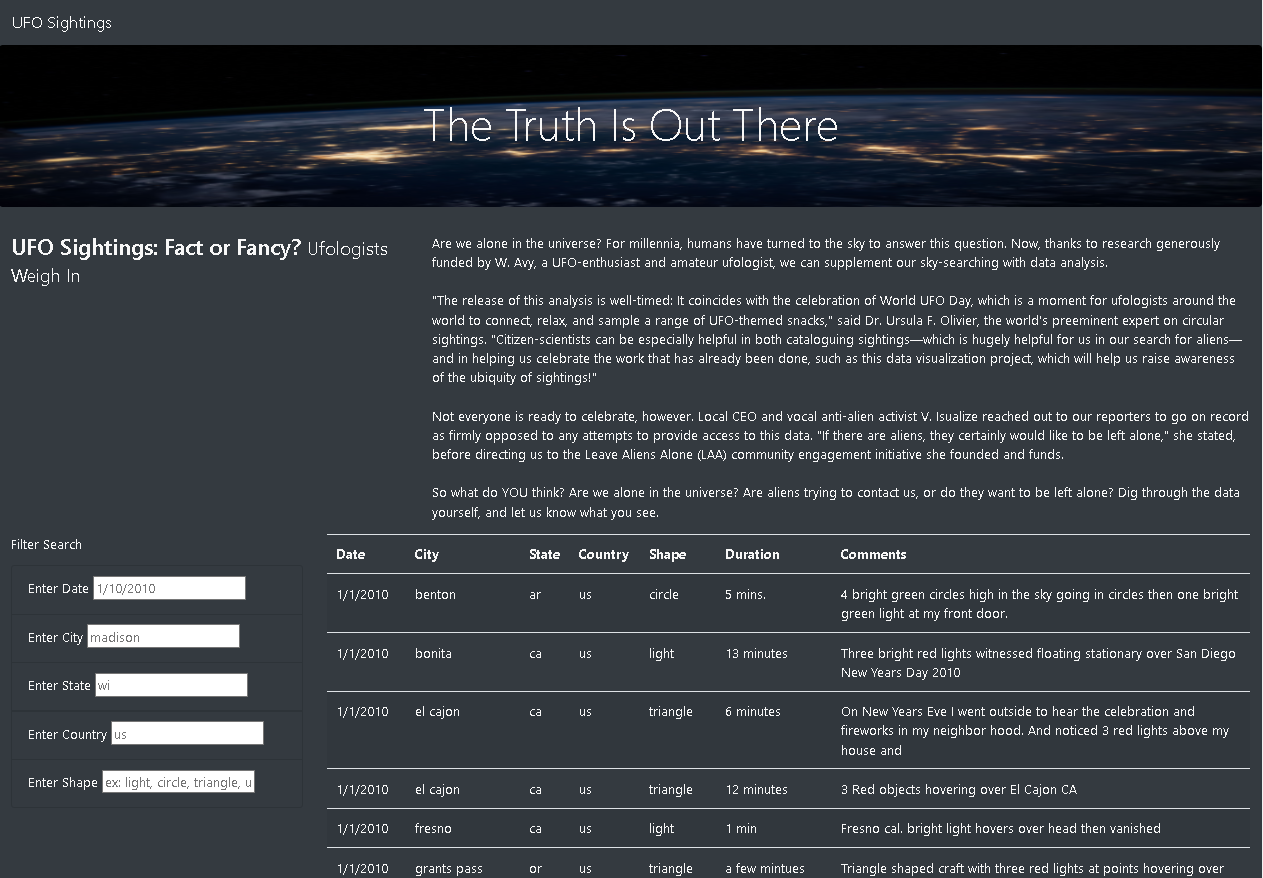 UFO Sightings
The Truth Is Out There
UFO Sightings: Fact or Fancy? Ufologists
Weigh In
Are we alone in the universe? For millennia, humans have turned to the sky to answer this question. Now, thanks to research generously
funded by W. Avy, a UFO-enthusiast and amateur ufologist, we can supplement our sky-searching with data analysis.
"The release of this analysis is well-timed: It coincides with the celebration of World UFO Day, which is a moment for ufologists around the
world to connect, relax, and sample a range of UFO-themed snacks," said Dr. Ursula F. Olivier, the world's preeminent expert on circular
sightings. "Citizen-scientists can be especially helpful in both cataloguing sightings—which is hugely helpful for us in our search for aliens—
and in helping us celebrate the work that has already been done, such as this data visualization project, which will help us raise awareness
of the ubiquity of sightings!"
Not everyone is ready to celebrate, however. Local CEO and vocal anti-alien activist V. Isualize reached out to our reporters to go on record
as firmly opposed to any attempts to provide access to this data. "If there are aliens, they certainly would like to be left alone," she stated,
before directing us to the Leave Aliens Alone (LAA) community engagement initiative she founded and funds.
So what do YOU think? Are we alone in the universe? Are aliens trying to contact us, or do they want to be left alone? Dig through the data
yourself, and let us know what you see.
Filter Search
Enter Date 1/10/2010
Enter City madison
Enter State wi
Enter Country us
Enter Shape ex: light, circle, triangle, u
Date City State Country Shape Duration Comments
1/1/2010 benton ar us circle 5 mins. 4 bright green circles high in the sky going in circles then one bright
green light at my front door.
1/1/2010 bonita ca us light 13 minutes Three bright red lights witnessed floating stationary over San Diego
New Years Day 2010
1/1/2010 el cajon ca us triangle 6 minutes On New Years Eve I went outside to hear the celebration and
fireworks in my neighbor hood. And noticed 3 red lights above my
house and
1/1/2010 el cajon ca us triangle 12 minutes 3 Red objects hovering over El Cajon CA
1/1/2010 fresno ca us light 1 min Fresno cal. bright light hovers over head then vanished
1/1/2010 grants pass or us triangle a few mintues Triangle shaped craft with three red lights at points hovering over